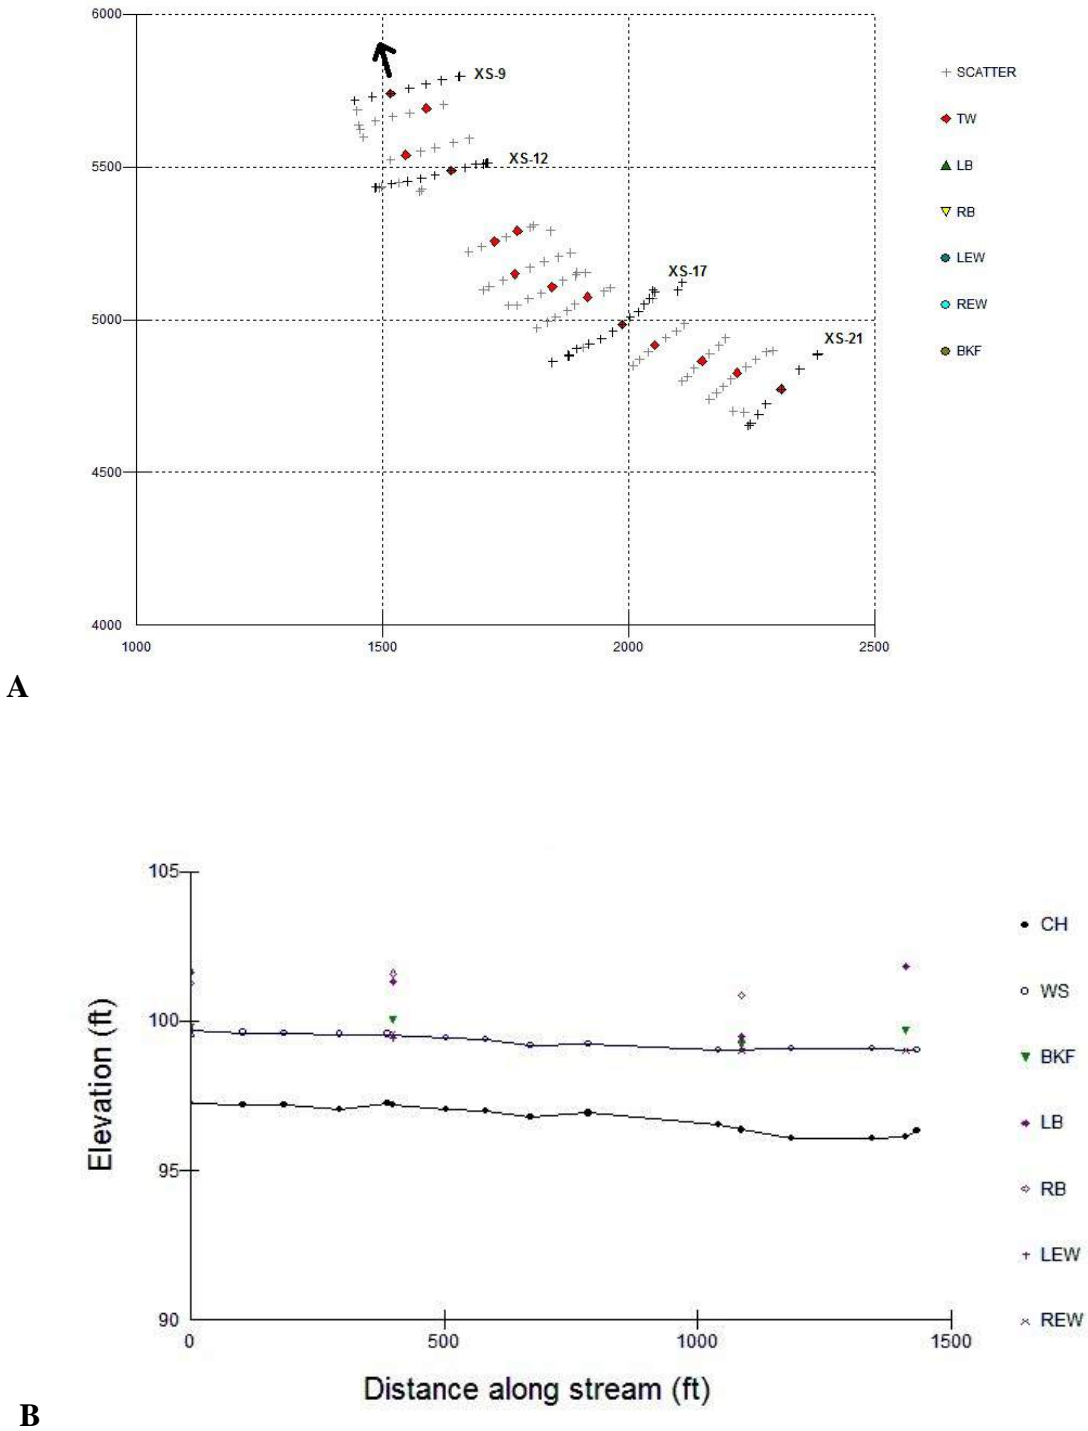 6000
XS-9
SCATTER
TW
5500
XS-12
LB
RB
LEW
XS-17
REW
5000
XS-21
BKF
4500
4000
1000 1500 2000 2500
A
105
CH
WS
100
BKF
LB
95
RB
LEW
90
REW
0 500 1000 1500
Elevation (ft)
Distance along stream (ft)
B